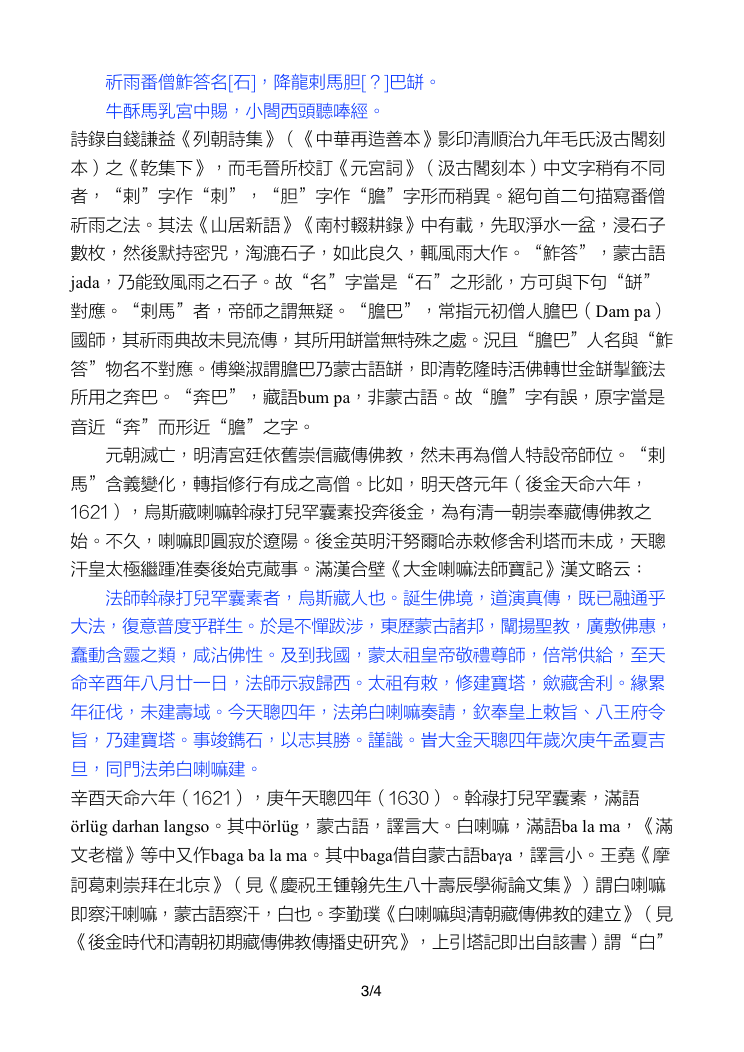 祈雨番僧鮓答名[石]，降龍剌馬胆[？]巴缾。
牛酥馬乳宮中賜，小閤西頭聽唪經。
詩錄自錢謙益《列朝詩集》（《中華再造善本》影印清順治九年毛氏汲古閣刻
本）之《乾集下》，而毛晉所校訂《元宮詞》（汲古閣刻本）中文字稍有不同
者，“剌”字作“刺”，“胆”字作“膽”字形而稍異。絕句首二句描寫番僧
祈雨之法。其法《山居新語》《南村輟耕錄》中有載，先取淨水一盆，浸石子
數枚，然後默持密咒，淘漉石子，如此良久，輒風雨大作。“鮓答”，蒙古語
jada，乃能致風雨之石子。故“名”字當是“石”之形訛，方可與下句“缾”
對應。“剌馬”者，帝師之謂無疑。“膽巴”，常指元初僧人膽巴（Dam pa）
國師，其祈雨典故未見流傳，其所用缾當無特殊之處。況且“膽巴”人名與“鮓
答”物名不對應。傅樂淑謂膽巴乃蒙古語缾，即清乾隆時活佛轉世金缾掣籤法
所用之奔巴。“奔巴”，藏語bum pa，非蒙古語。故“膽”字有誤，原字當是
音近“奔”而形近“膽”之字。
元朝滅亡，明清宮廷依舊崇信藏傳佛教，然未再為僧人特設帝師位。“剌
馬”含義變化，轉指修行有成之高僧。比如，明天啓元年（後金天命六年，
1621），烏斯藏喇嘛斡祿打兒罕囊素投奔後金，為有清一朝崇奉藏傳佛教之
始。不久，喇嘛即圓寂於遼陽。後金英明汗努爾哈赤敕修舍利塔而未成，天聰
汗皇太極繼踵准奏後始克蕆事。滿漢合璧《大金喇嘛法師寶記》漢文略云：
法師斡祿打兒罕囊素者，烏斯藏人也。誕生佛境，道演真傳，既已融通乎
大法，復意普度乎群生。於是不憚跋涉，東歷蒙古諸邦，闡揚聖教，廣敷佛惠，
蠢動含靈之類，咸沾佛性。及到我國，蒙太祖皇帝敬禮尊師，倍常供給，至天
命辛酉年八月廿一日，法師示寂歸西。太祖有敕，修建寶塔，斂藏舍利。緣累
年征伐，未建壽域。今天聰四年，法弟白喇嘛奏請，欽奉皇上敕旨、八王府令
旨，乃建寶塔。事竣鐫石，以志其勝。謹識。旹大金天聰四年歲次庚午孟夏吉
旦，同門法弟白喇嘛建。
辛酉天命六年（1621），庚午天聰四年（1630）。斡祿打兒罕囊素，滿語
örlüg darhan langso。其中örlüg，蒙古語，譯言大。白喇嘛，滿語ba la ma，《滿
文老檔》等中又作baga ba la ma。其中baga借自蒙古語baγa，譯言小。王堯《摩
訶葛剌崇拜在北京》（見《慶祝王锺翰先生八十壽辰學術論文集》）謂白喇嘛
即察汗喇嘛，蒙古語察汗，白也。李勤璞《白喇嘛與清朝藏傳佛教的建立》（見
《後金時代和清朝初期藏傳佛教傳播史研究》，上引塔記即出自該書）謂“白”
3/4